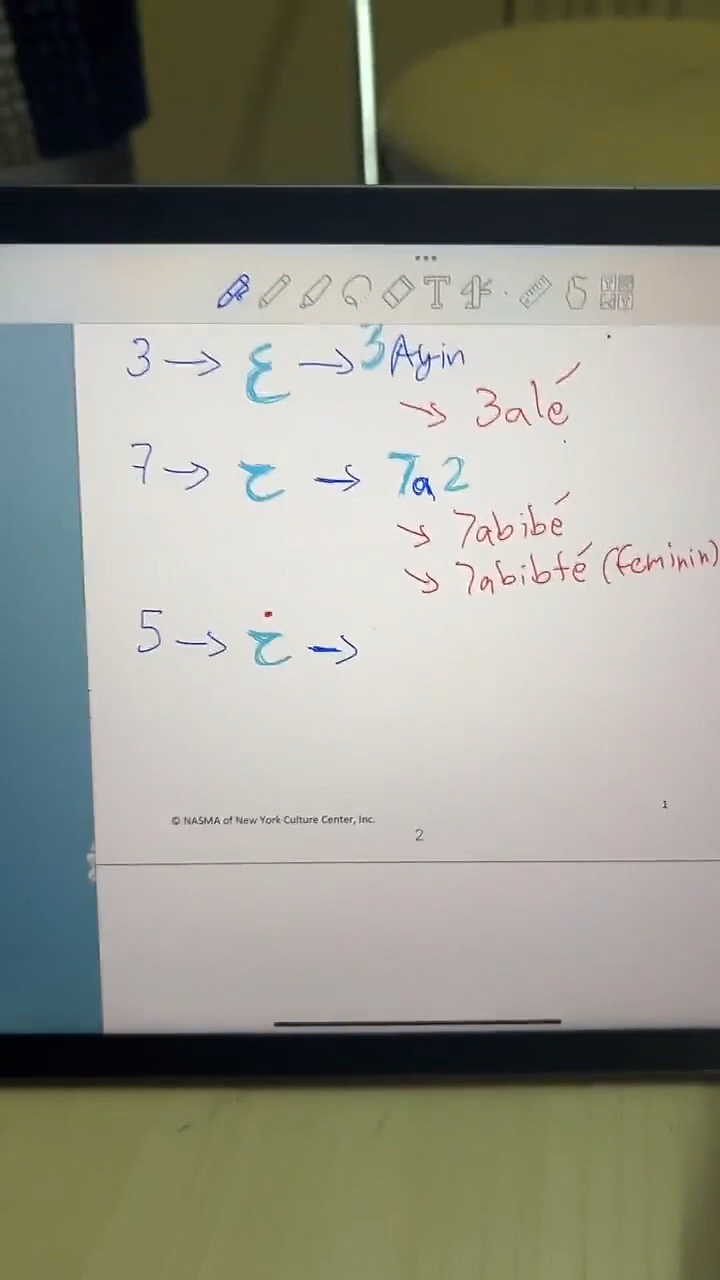 3 → ع → 3Ayin
→ 3alé
7 → ح → 7a2
→ 7abibé
→ 7abibté (feminin)
5 → خ →
© NASMA of New York Culture Center, Inc.
1
2